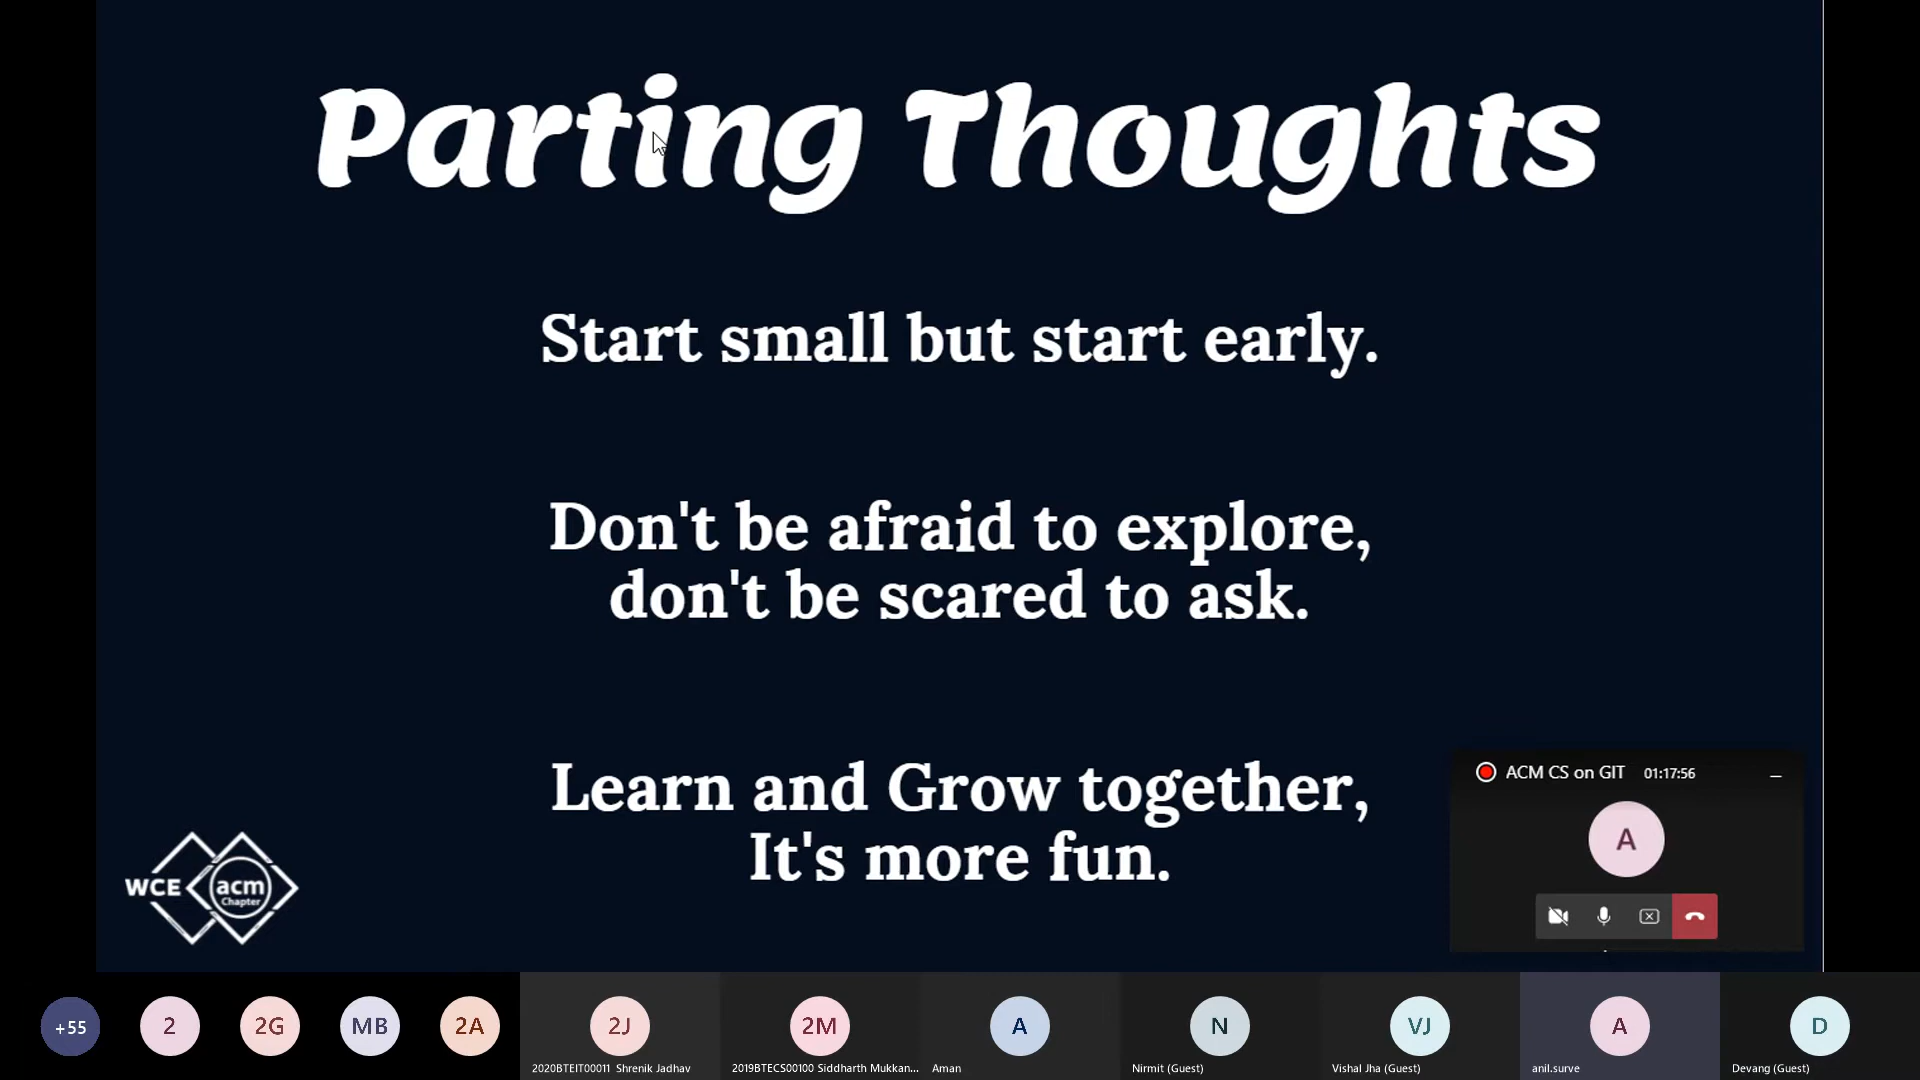 Parting Thoughts
Start small but start early.
Don't be afraid to explore,
don't be scared to ask.
Learn and Grow together,
It's more fun.
WCE acm
Chapter
ACM CS on GIT 01:17:56
A
+55 2 2G MB 2A 2J 2M A N VJ A D
2020BTEIT00011 Shrenik Jadhav 2019BTECS00100 Siddharth Mukkan... Aman Nirmit (Guest) Vishal Jha (Guest) anil.surve Devang (Guest)